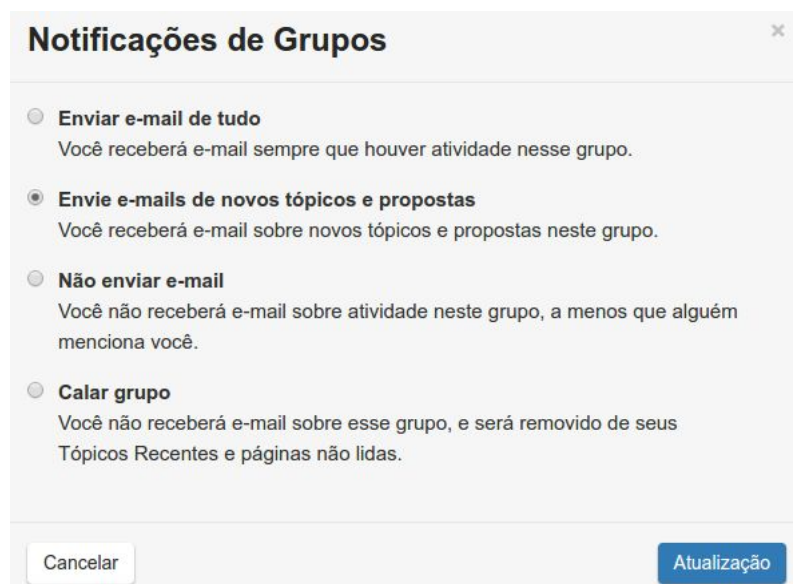 Notificações de Grupos
×
Enviar e-mail de tudo
Você receberá e-mail sempre que houver atividade nesse grupo.
Envie e-mails de novos tópicos e propostas
Você receberá e-mail sobre novos tópicos e propostas neste grupo.
Não enviar e-mail
Você não receberá e-mail sobre atividade neste grupo, a menos que alguém
menciona você.
Calar grupo
Você não receberá e-mail sobre esse grupo, e será removido de seus
Tópicos Recentes e páginas não lidas.
Cancelar
Atualização